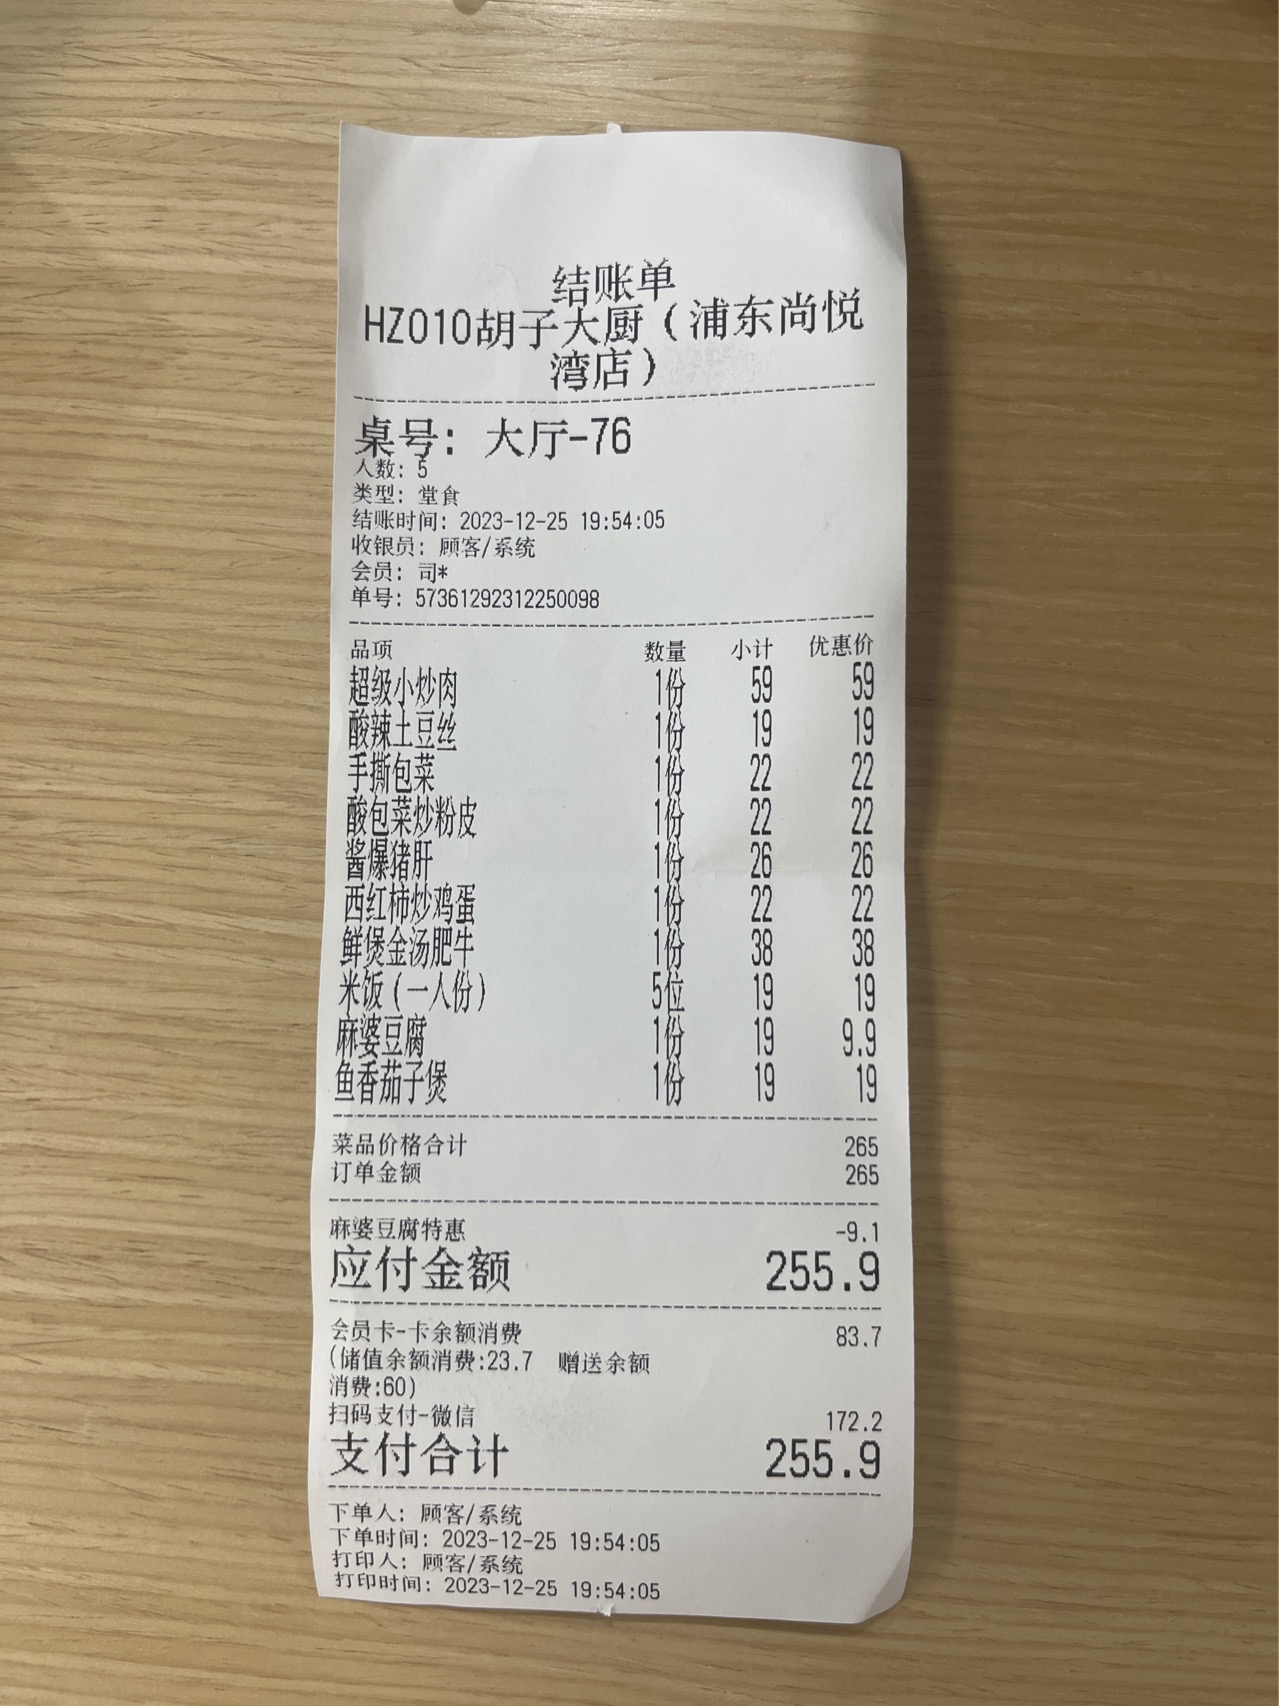 结账单
HZ010胡子大厨（浦东尚悦
湾店）
桌号: 大厅-76
人数: 5
类型: 堂食
结账时间: 2023-12-25 19:54:05
收银员: 顾客/系统
会员: 司*
单号: 57361292312250098
品项 数量 小计 优惠价
超级小炒肉 1份 59 59
酸辣土豆丝 1份 19 19
手撕包菜 1份 22 22
酸包菜炒粉皮 1份 22 22
酱爆猪肝 1份 26 26
西红柿炒鸡蛋 1份 22 22
鲜煲金汤肥牛 1份 38 38
米饭（一人份） 5位 19 19
麻婆豆腐 1份 19 9.9
鱼香茄子煲 1份 19 19
菜品价格合计 265
订单金额 265
麻婆豆腐特惠 -9.1
应付金额 255.9
会员卡-卡余额消费 83.7
(储值余额消费:23.7 赠送余额
消费:60)
扫码支付-微信 172.2
支付合计 255.9
下单人: 顾客/系统
下单时间: 2023-12-25 19:54:05
打印人: 顾客/系统
打印时间: 2023-12-25 19:54:05